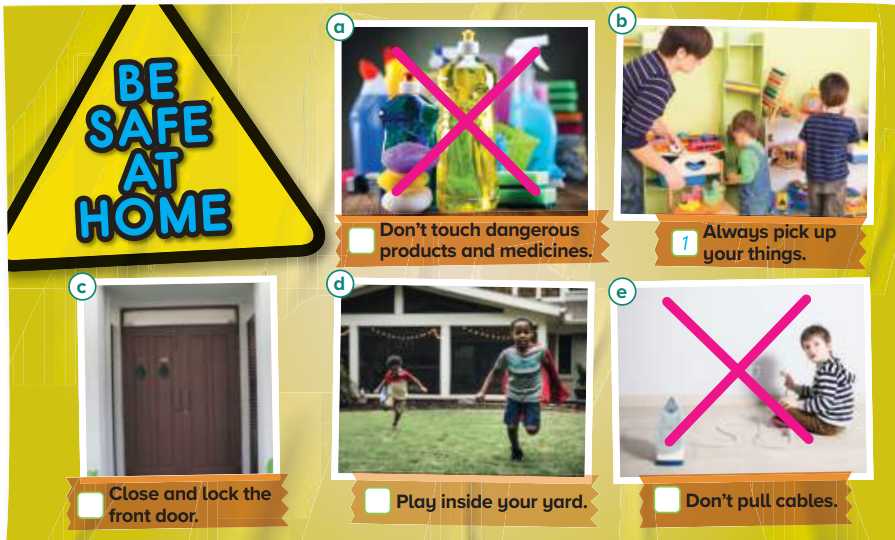 BE
SAFE
AT
HOME
a
Don't touch dangerous
products and medicines.
b
1 Always pick up
your things.
c
Close and lock the
front door.
d
Play inside your yard.
e
Don't pull cables.